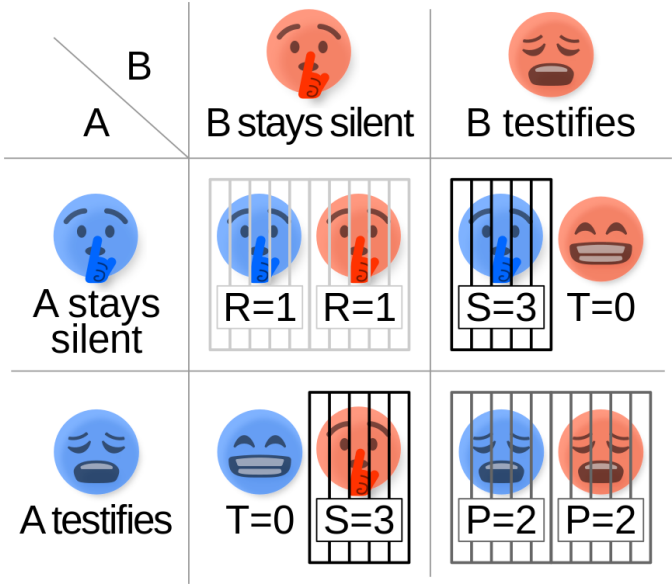 B
A
B stays silent
B testifies
A stays
silent
R=1
R=1
S=3
T=0
A testifies
T=0
S=3
P=2
P=2